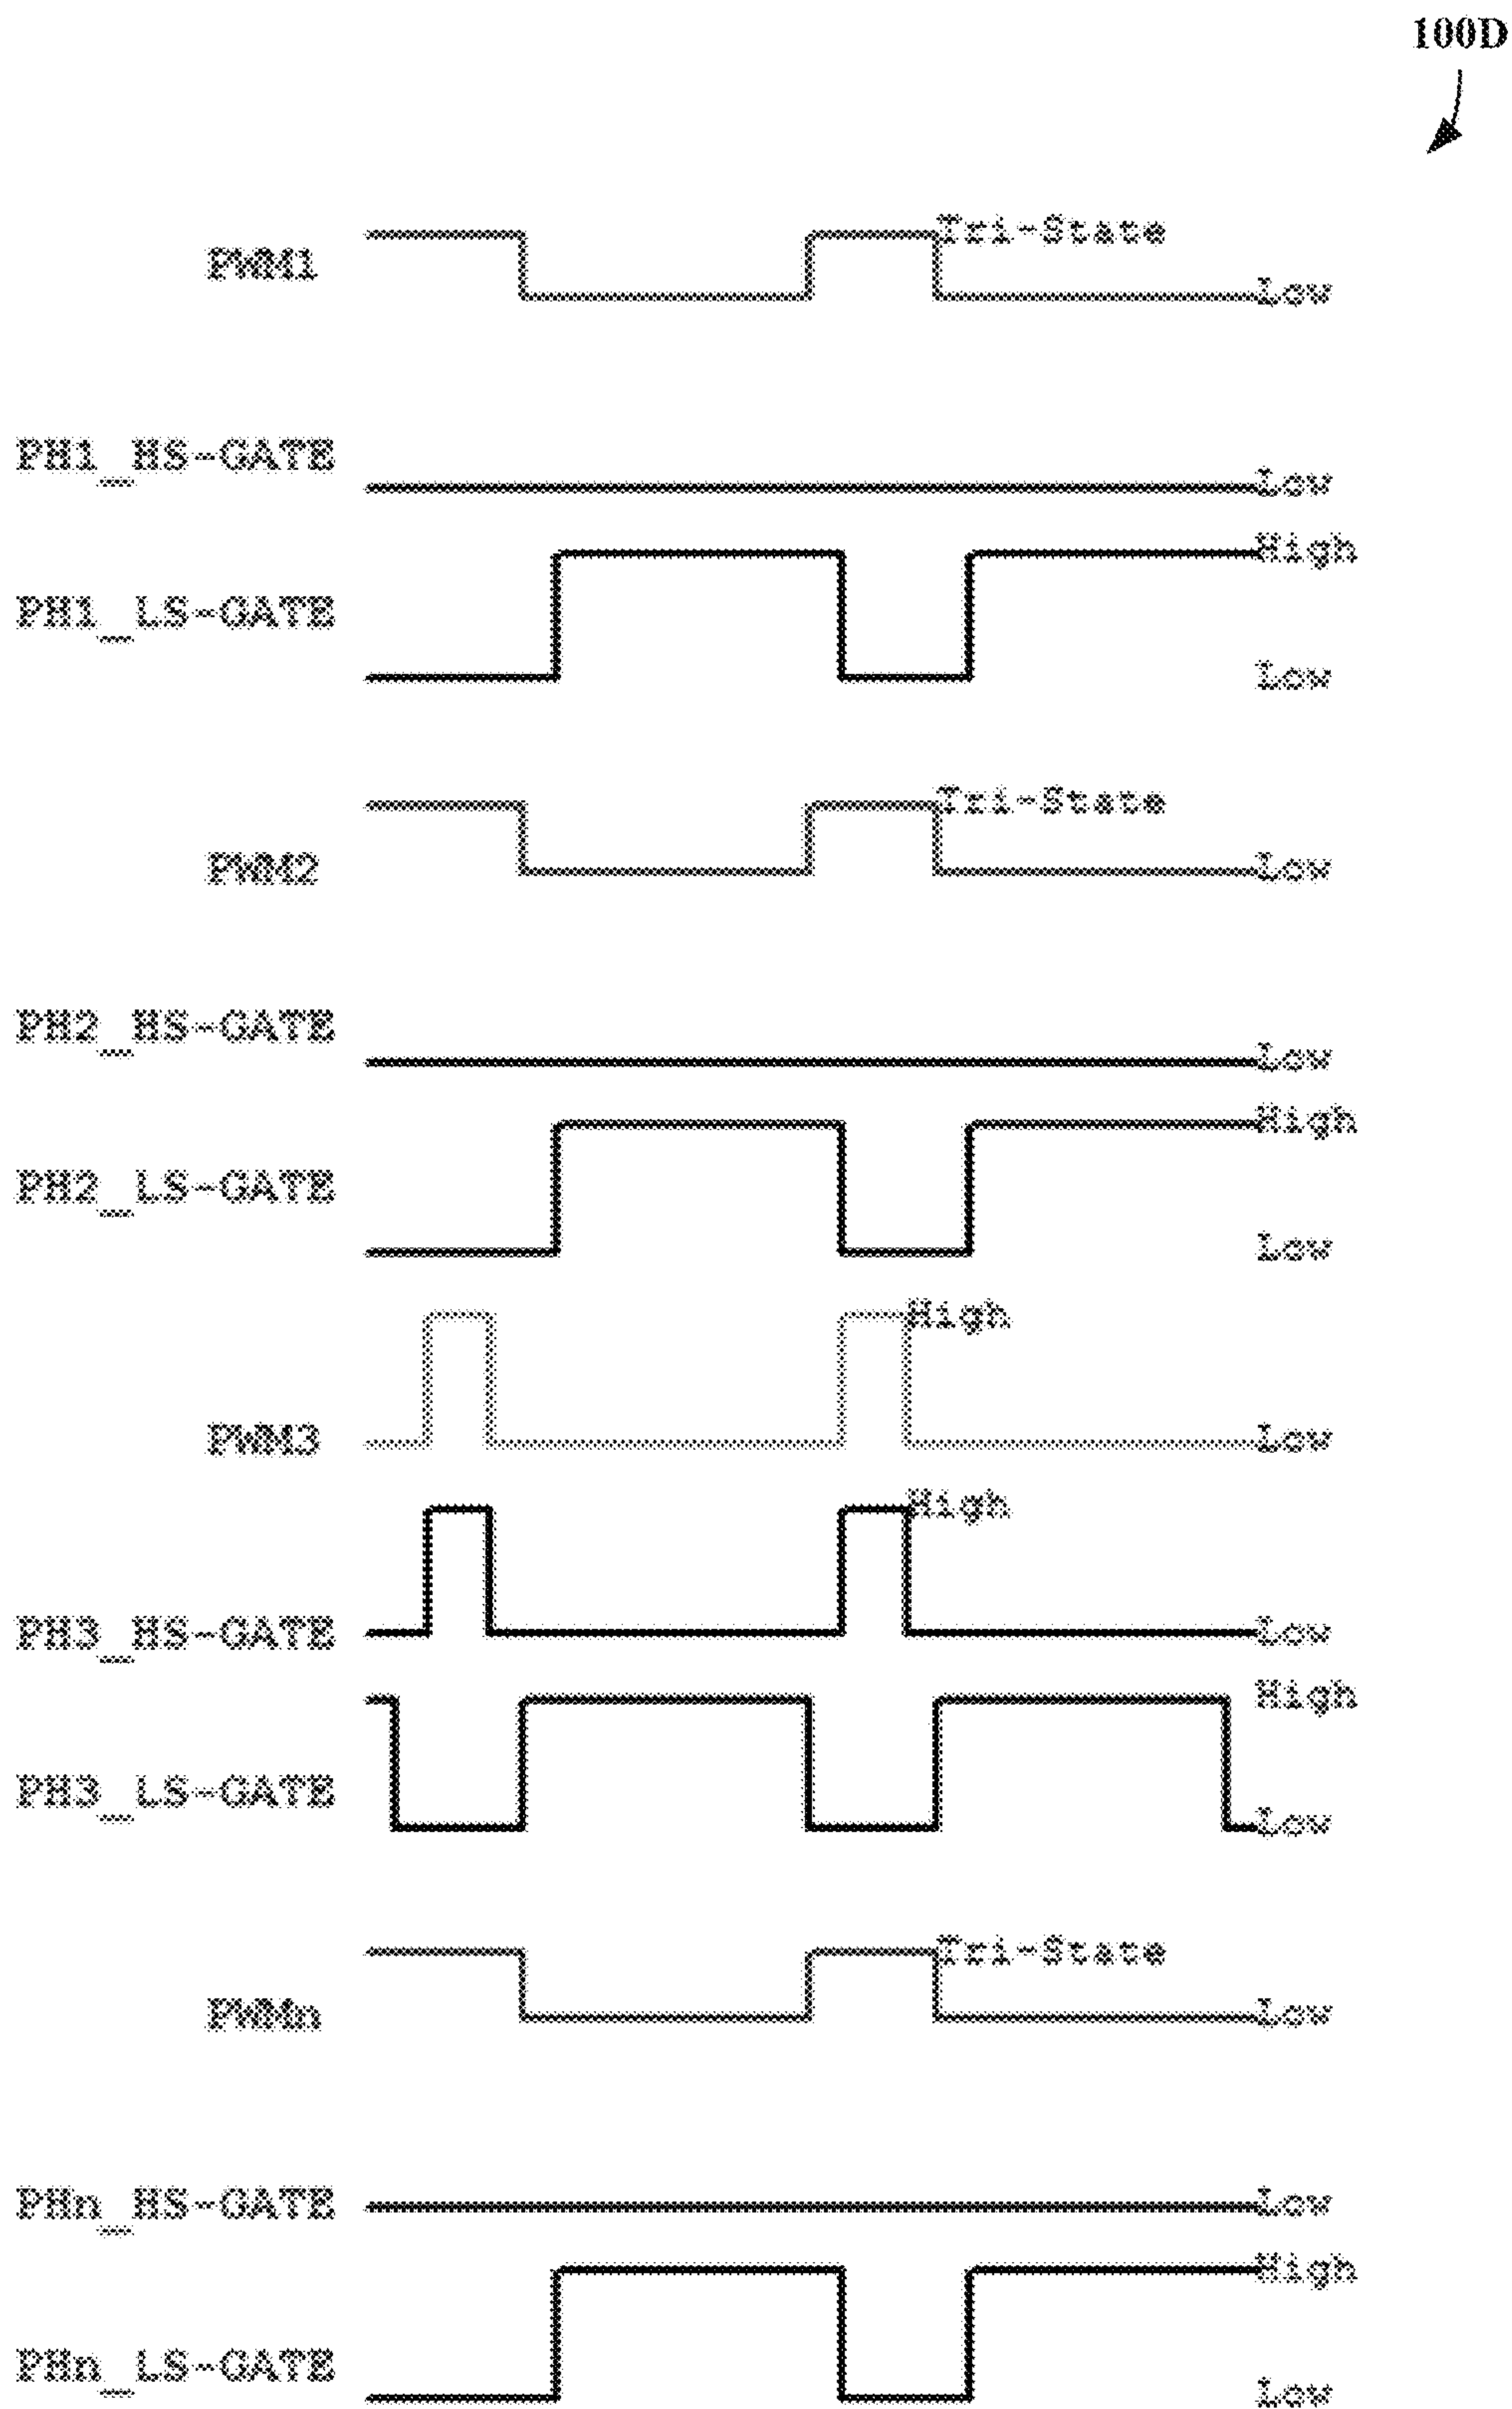 100D
Tri-State
PWM1
Low
PH1_HS-GATE
Low
High
PH1_LS-GATE
Low
Tri-State
PWM2
Low
PH2_HS-GATE
Low
High
PH2_LS-GATE
Low
High
PWM3
Low
High
PH3_HS-GATE
Low
High
PH3_LS-GATE
Low
Tri-State
PWMn
Low
PHn_HS-GATE
Low
High
PHn_LS-GATE
Low